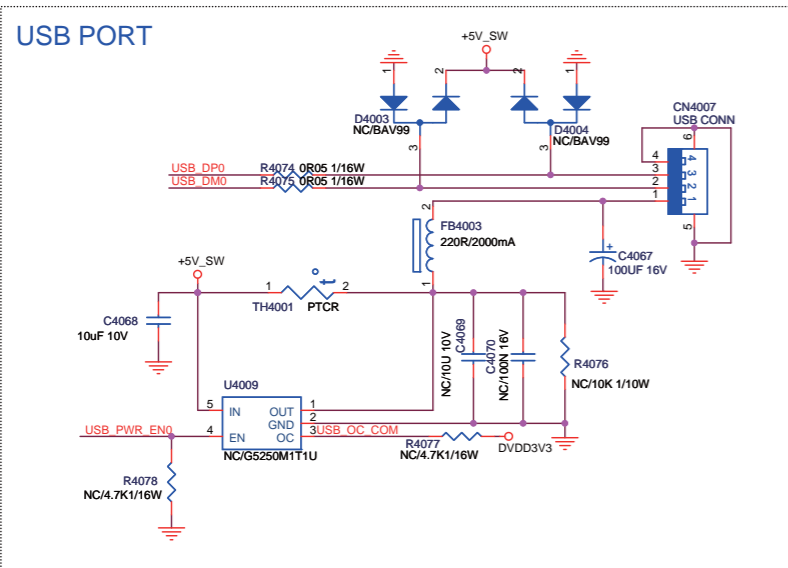 USB PORT
+5V_SW
1
2
2
1
D4003
NC/BAV99
D4004
NC/BAV99
3
3
CN4007
USB CONN
6
4
3
2
1
4
3
2
1
5
USB_DP0
R4074 0R05 1/16W
USB_DM0
R4075 0R05 1/16W
2
FB4003
220R/2000mA
1
+
C4067
100UF 16V
+5V_SW
1
2
t
TH4001
PTCR
C4068
10uF 10V
C4069
NC/10U 10V
C4070
NC/100N 16V
R4076
NC/10K 1/10W
U4009
5
IN
OUT
1
GND
2
USB_PWR_EN0
4
EN
OC
3
USB_OC_COM
NC/G5250M1T1U
R4077
NC/4.7K1/16W
DVDD3V3
R4078
NC/4.7K1/16W